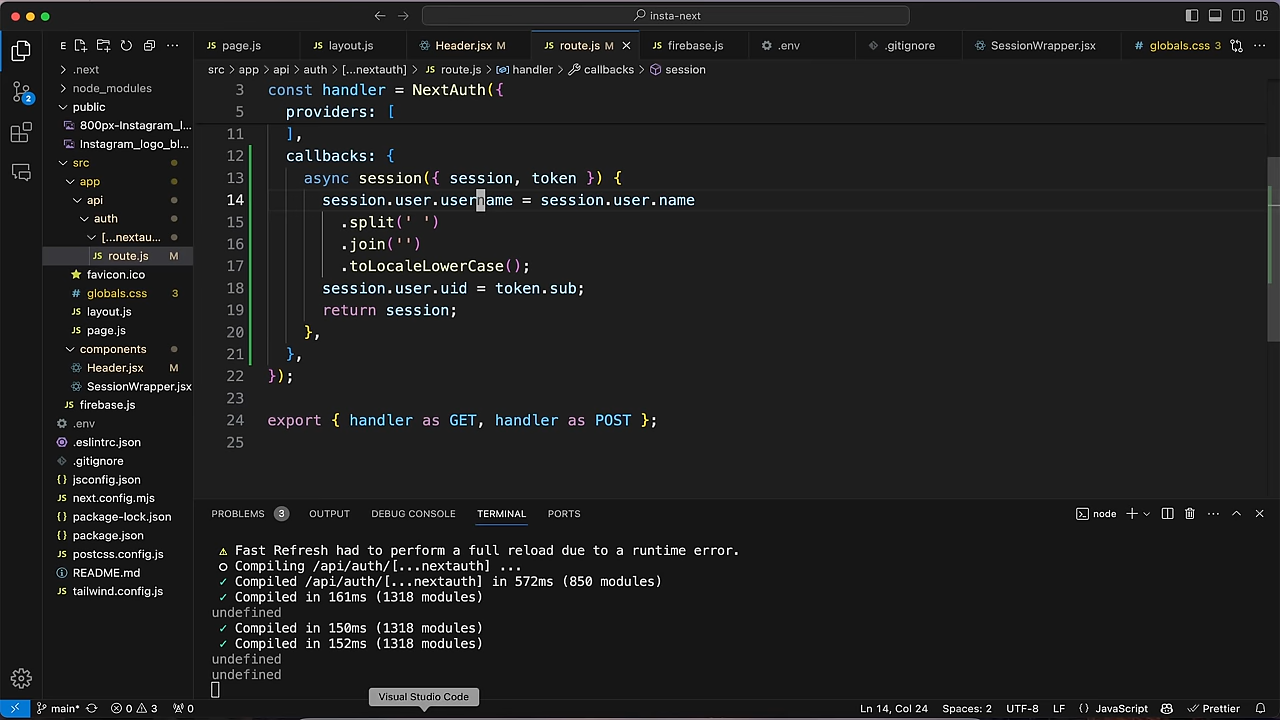 insta-next
E
page.js
layout.js
Header.jsx M
route.js M
firebase.js
.env
.gitignore
SessionWrapper.jsx
globals.css 3
src > app > api > auth > [...nextauth] > JS route.js > handler > callbacks > session
.next
node_modules
public
800px-Instagram_l...
Instagram_logo_bl...
src
app
api
auth
[...nextau...
JS route.js M
favicon.ico
# globals.css 3
JS layout.js
JS page.js
components
Header.jsx M
SessionWrapper.jsx
JS firebase.js
.env
.eslintrc.json
.gitignore
{ } jsconfig.json
JS next.config.mjs
{ } package-lock.json
{ } package.json
JS postcss.config.js
README.md
JS tailwind.config.js
2
3 const handler = NextAuth({
5 providers: [
11 ],
12 callbacks: {
13 async session({ session, token }) {
14 session.user.username = session.user.name
15 .split(' ')
16 .join('')
17 .toLocaleLowerCase();
18 session.user.uid = token.sub;
19 return session;
20 },
21 },
22 });
23
24 export { handler as GET, handler as POST };
25
PROBLEMS 3 OUTPUT DEBUG CONSOLE TERMINAL PORTS
node
⚠ Fast Refresh had to perform a full reload due to a runtime error.
○ Compiling /api/auth/[...nextauth] ...
✓ Compiled /api/auth/[...nextauth] in 572ms (850 modules)
✓ Compiled in 161ms (1318 modules)
undefined
✓ Compiled in 150ms (1318 modules)
✓ Compiled in 152ms (1318 modules)
undefined
undefined
Visual Studio Code
main* 0 3 0 Ln 14, Col 24 Spaces: 2 UTF-8 LF { } JavaScript Prettier